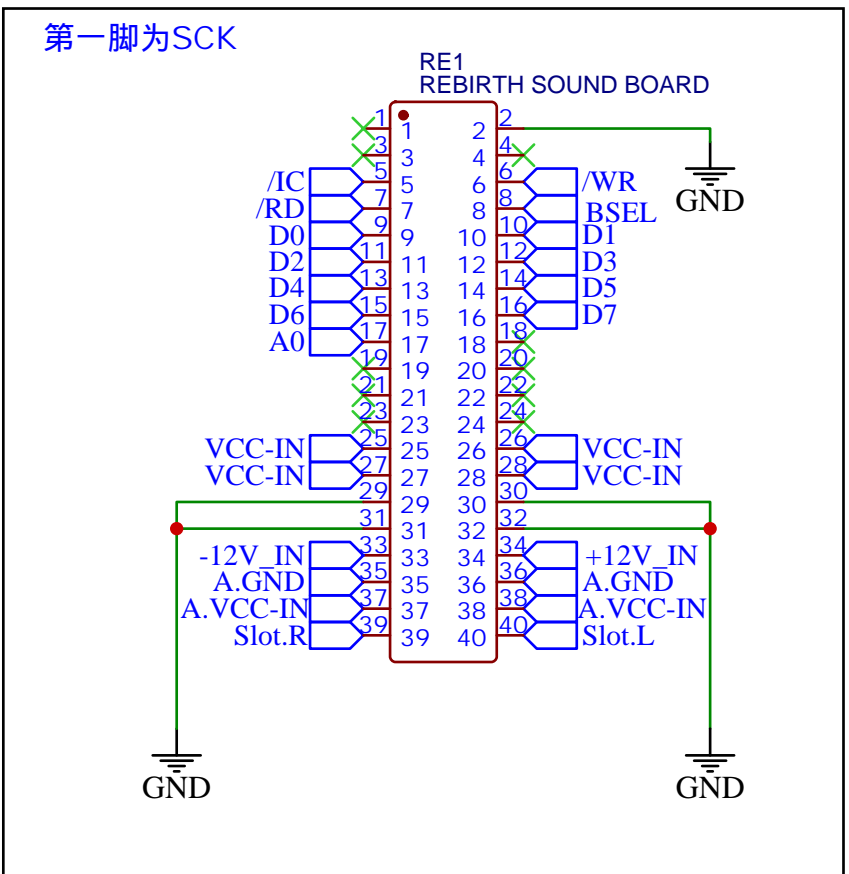 第一脚为SCK
RE1
REBIRTH SOUND BOARD
1 1 2 2
3 3 4 4 GND
/IC 5 5 6 6 /WR
/RD 7 7 8 8 BSEL
D0 9 9 10 10 D1
D2 11 11 12 12 D3
D4 13 13 14 14 D5
D6 15 15 16 16 D7
A0 17 17 18 18
19 19 20 20
21 21 22 22
23 23 24 24
VCC-IN 25 25 26 26 VCC-IN
VCC-IN 27 27 28 28 VCC-IN
29 29 30 30
31 31 32 32
-12V_IN 33 33 34 34 +12V_IN
A.GND 35 35 36 36 A.GND
A.VCC-IN 37 37 38 38 A.VCC-IN
Slot.R 39 39 40 40 Slot.L
GND GND